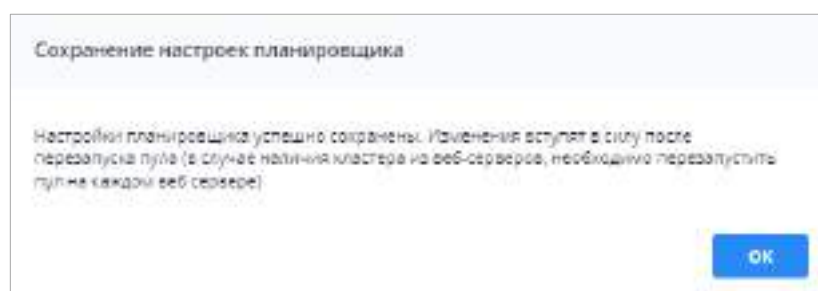 Сохранение настроек планировщика
Настройки планировщика успешно сохранены. Изменения вступят в силу после
перезапуска пула (в случае наличия кластера из веб-серверов, необходимо перезапустить
пул на каждом веб сервере)
ОК